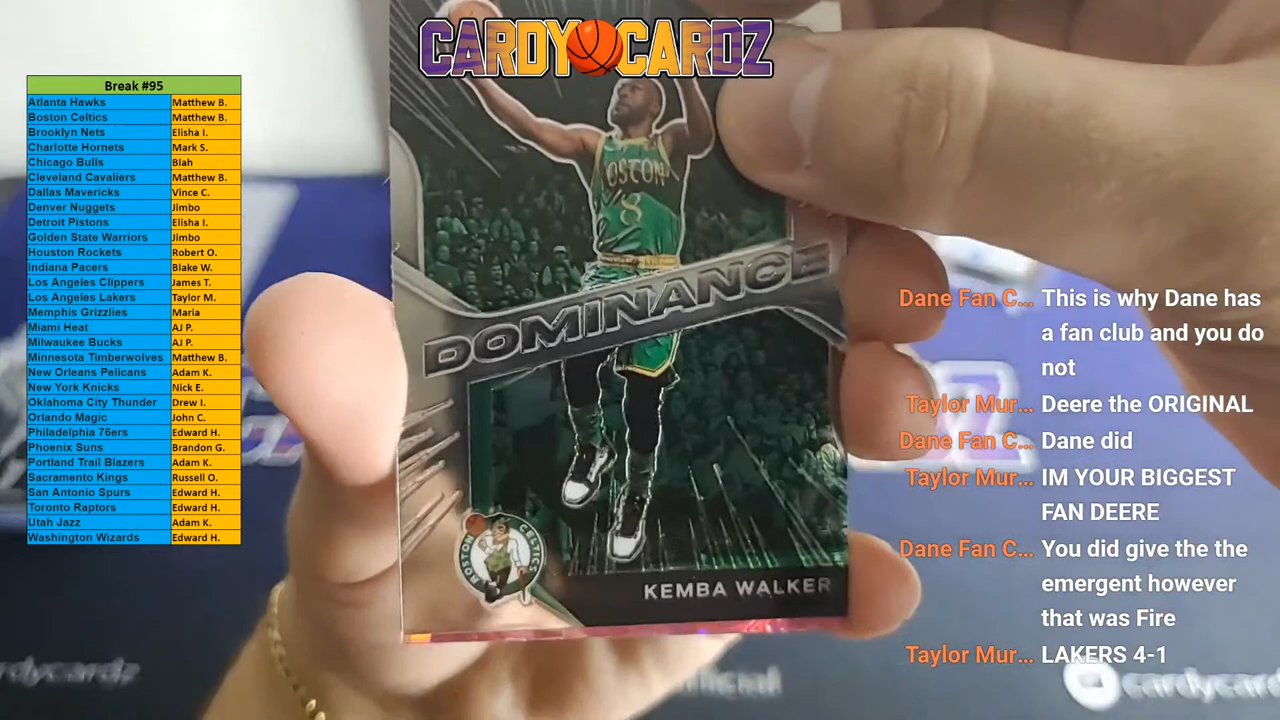 CARDY CARDZ
Break #95
Atlanta Hawks Matthew B.
Boston Celtics Matthew B.
Brooklyn Nets Elisha I.
Charlotte Hornets Mark S.
Chicago Bulls Blah
Cleveland Cavaliers Matthew B.
Dallas Mavericks Vince C.
Denver Nuggets Jimbo
Detroit Pistons Elisha I.
Golden State Warriors Jimbo
Houston Rockets Robert O.
Indiana Pacers Blake W.
Los Angeles Clippers James T.
Los Angeles Lakers Taylor M.
Memphis Grizzlies Maria
Miami Heat AJ P.
Milwaukee Bucks AJ P.
Minnesota Timberwolves Matthew B.
New Orleans Pelicans Adam K.
New York Knicks Nick E.
Oklahoma City Thunder Drew I.
Orlando Magic John C.
Philadelphia 76ers Edward H.
Phoenix Suns Brandon G.
Portland Trail Blazers Adam K.
Sacramento Kings Russell O.
San Antonio Spurs Edward H.
Toronto Raptors Edward H.
Utah Jazz Adam K.
Washington Wizards Edward H.
OSTON
8
DOMINANCE
BOSTON CELTICS
KEMBA WALKER
Dane Fan C... This is why Dane has
a fan club and you do
not
Taylor Mur... Deere the ORIGINAL
Dane Fan C... Dane did
Taylor Mur... IM YOUR BIGGEST
FAN DEERE
Dane Fan C... You did give the the
emergent however
that was Fire
Taylor Mur... LAKERS 4-1
rdycardz
cardycar